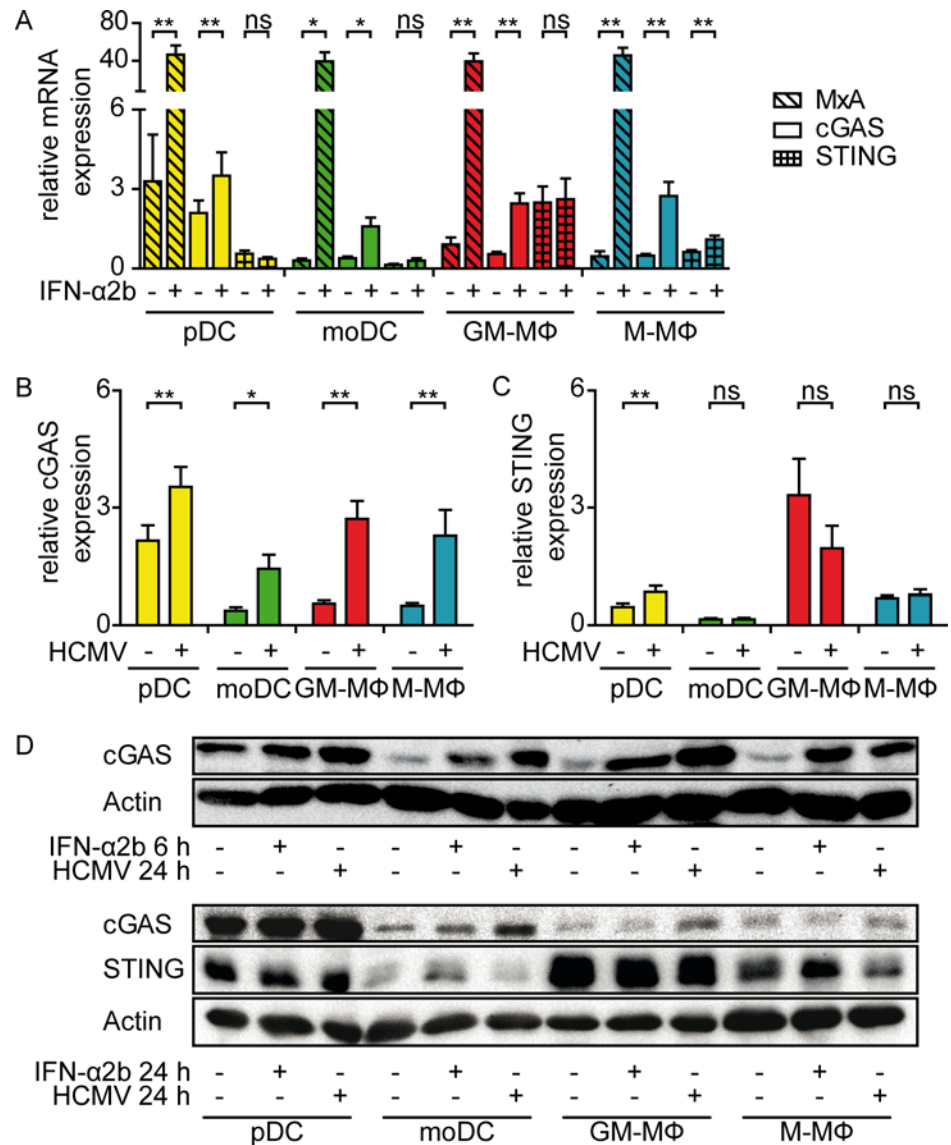 A
relative mRNA
expression
80
40
6
3
0
** ** ns * * ns ** ** ns ** ** **
MxA
cGAS
STING
IFN-α2b - + - + - + - + - + - + - + - + - + - + - + - +
pDC moDC GM-MΦ M-MΦ
B
relative cGAS
expression
6
3
0
** * ** **
HCMV - + - + - + - +
pDC moDC GM-MΦ M-MΦ
C
relative STING
expression
6
3
0
** ns ns ns
HCMV - + - + - + - +
pDC moDC GM-MΦ M-MΦ
D
cGAS
Actin
IFN-α2b 6 h - + - - + - - + - - + -
HCMV 24 h - - + - - + - - + - - +
cGAS
STING
Actin
IFN-α2b 24 h - + - - + - - + - - + -
HCMV 24 h - - + - - + - - + - - +
pDC moDC GM-MΦ M-MΦ